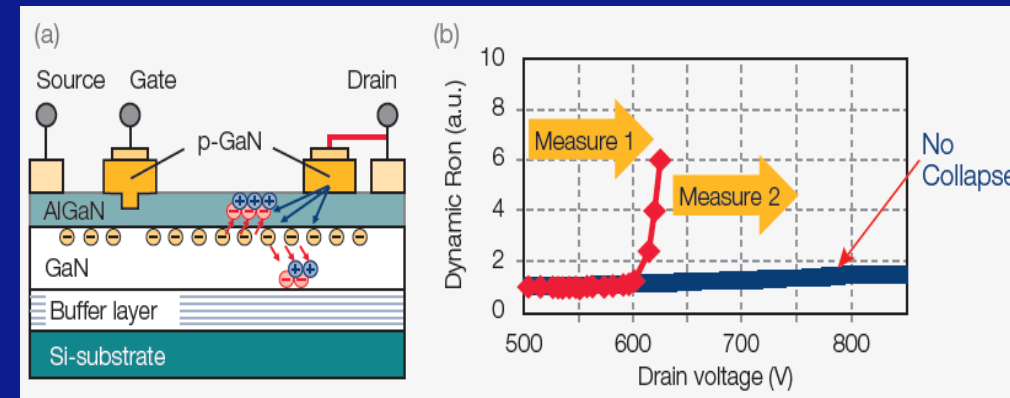 (a)
Source Gate Drain
p-GaN
AlGaN
GaN
Buffer layer
Si-substrate
(b)
Dynamic Ron (a.u.)
10
8
6
4
2
0
Measure 1
Measure 2
No
Collapse
500 600 700 800
Drain voltage (V)